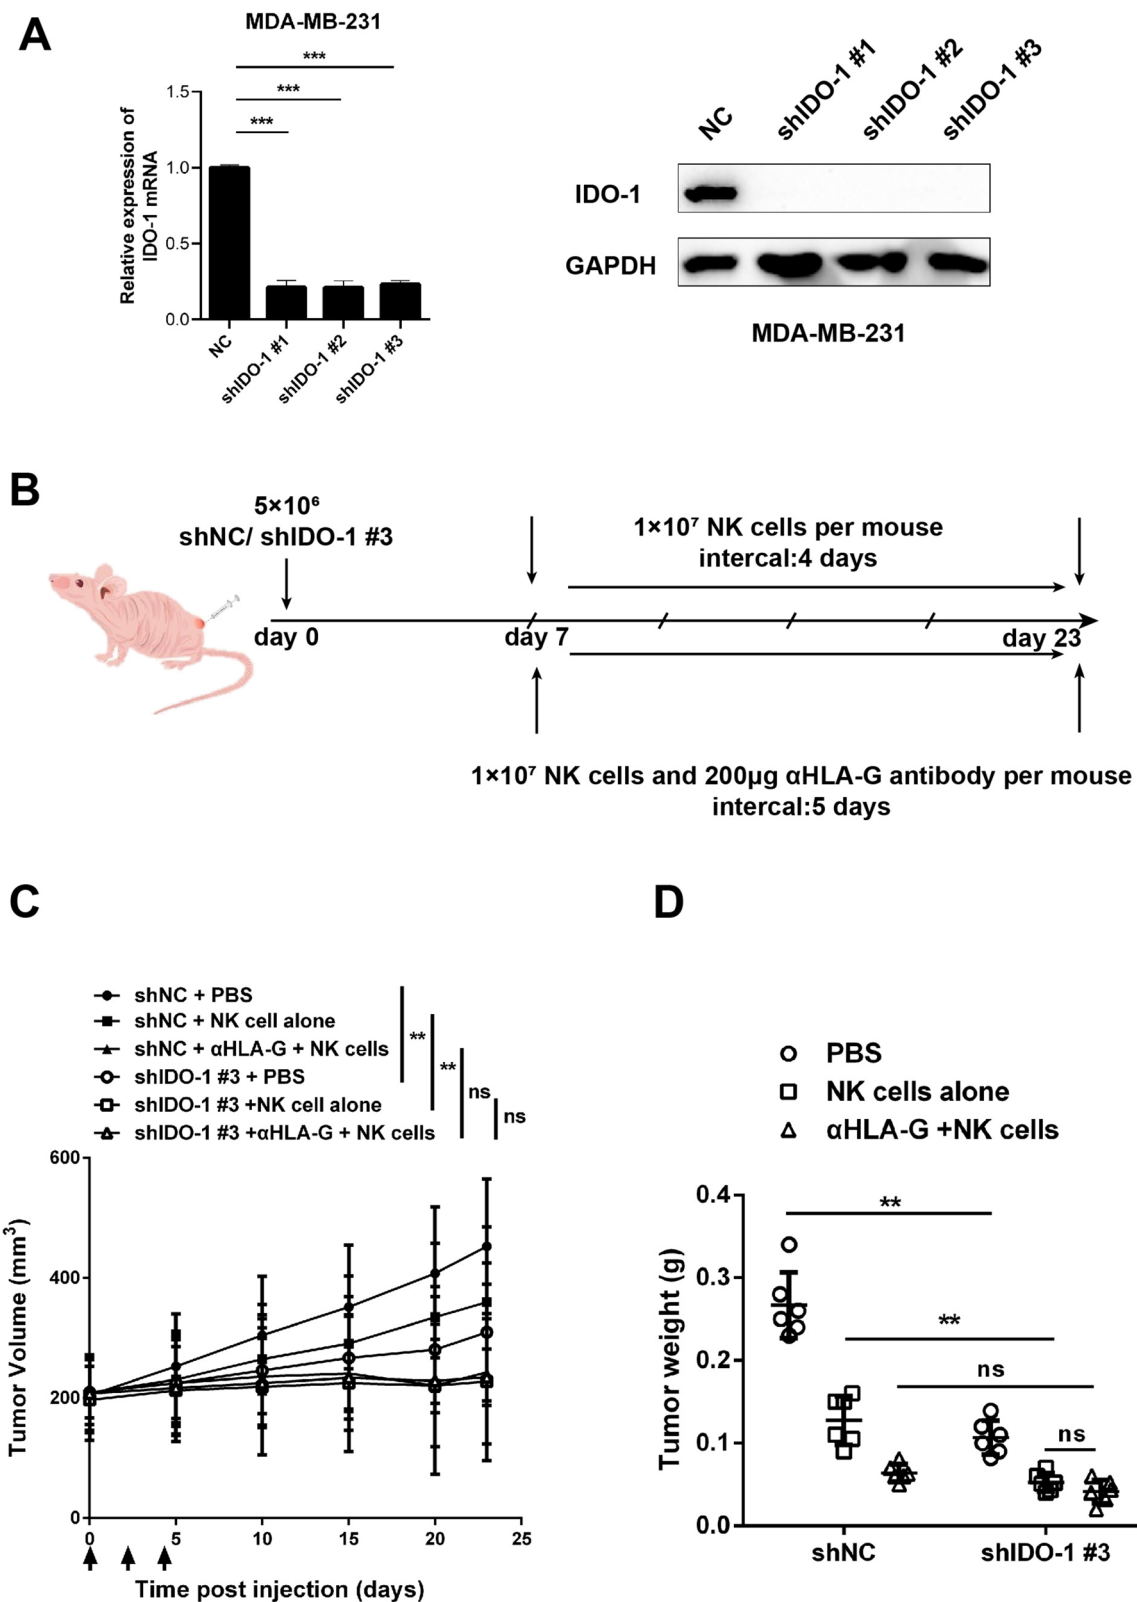 A
MDA-MB-231
***
***
***
Relative expression of
IDO-1 mRNA
1.5
1.0
0.5
0.0
NC
shIDO-1 #1
shIDO-1 #2
shIDO-1 #3
NC
shIDO-1 #1
shIDO-1 #2
shIDO-1 #3
IDO-1
GAPDH
MDA-MB-231
B
5×10⁶
shNC/ shIDO-1 #3
1×10⁷ NK cells per mouse
intercal:4 days
day 0
day 7
day 23
1×10⁷ NK cells and 200µg αHLA-G antibody per mouse
intercal:5 days
C
shNC + PBS
shNC + NK cell alone
shNC + αHLA-G + NK cells
shIDO-1 #3 + PBS
shIDO-1 #3 +NK cell alone
shIDO-1 #3 +αHLA-G + NK cells
**
**
ns
ns
Tumor Volume (mm³)
600
400
200
0
0
5
10
15
20
25
Time post injection (days)
D
PBS
NK cells alone
αHLA-G +NK cells
Tumor weight (g)
0.4
0.3
0.2
0.1
0.0
**
**
ns
ns
shNC
shIDO-1 #3